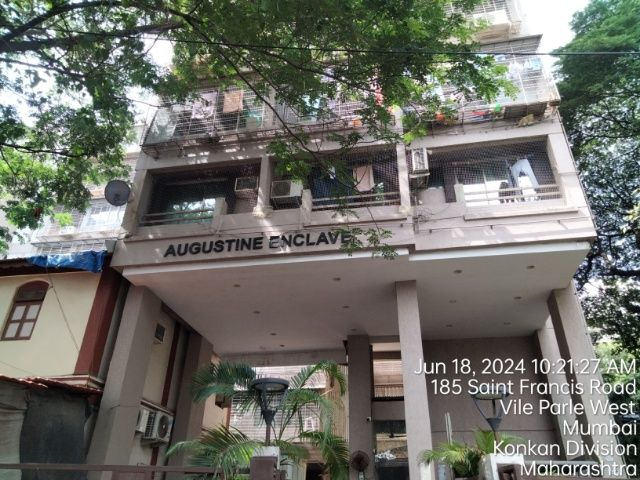 AUGUSTINE ENCLAVE
Jun 18, 2024 10:21:27 AM
185 Saint Francis Road
Vile Parle West
Mumbai
Konkan Division
Maharashtra